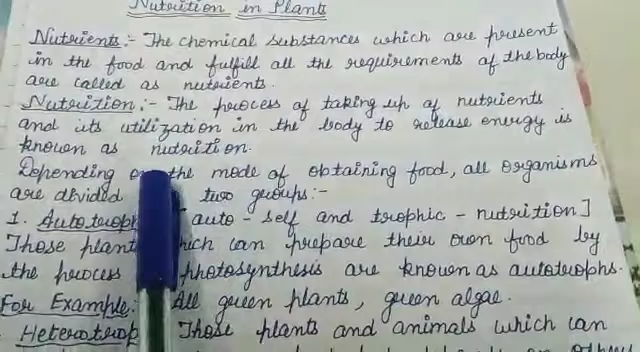 Nutrition in Plants
Nutrients:- The chemical substances which are present
in the food and fulfill all the requirements of the body
are called as nutrients.
Nutrition:- The process of taking up of nutrients
and its utilization in the body to release energy is
known as nutrition.
Depending the mode of obtaining food, all organisms
are divided two groups:-
1. auto - self and trophic - nutrition]
Those which can prepare their own food by
the process photosynthesis are known as autotrophs.
For Example:- All green plants, green algae.
Those plants and animals which can